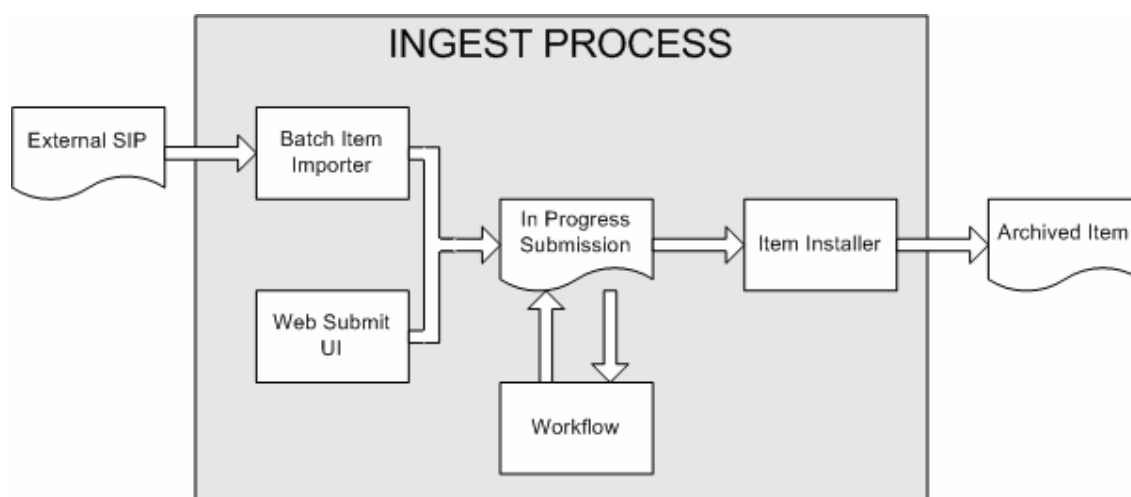 INGEST PROCESS
External SIP
Batch Item
Importer
In Progress
Submission
Item Installer
Archived Item
Web Submit
UI
Workflow